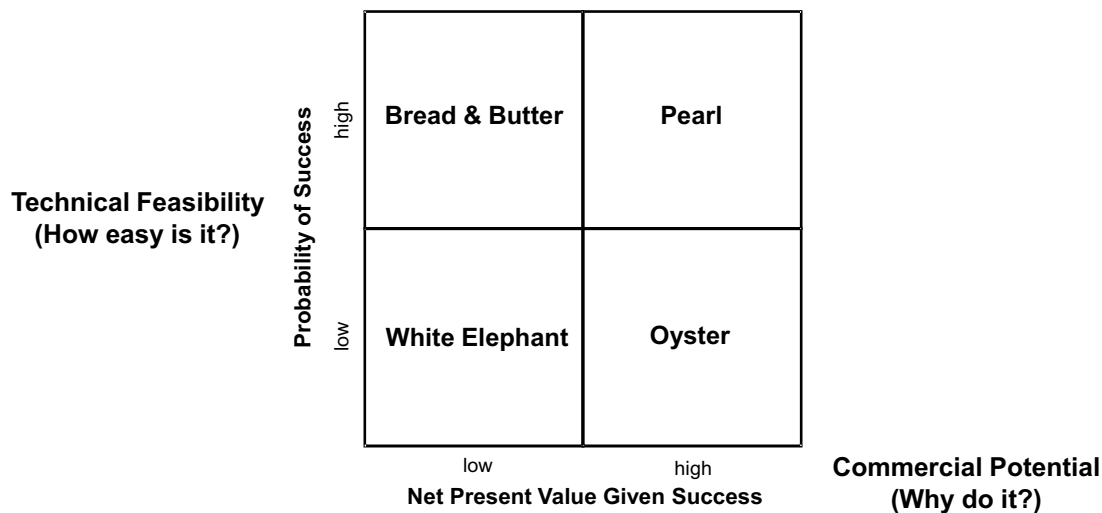 Technical Feasibility
(How easy is it?)
Probability of Success
high
low
Bread & Butter
Pearl
White Elephant
Oyster
low
high
Net Present Value Given Success
Commercial Potential
(Why do it?)